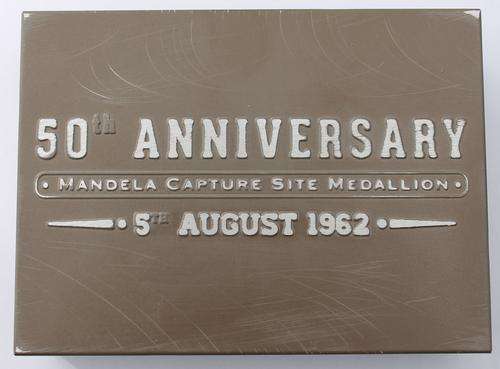 50th ANNIVERSARY
• MANDELA CAPTURE SITE MEDALLION •
• 5TH AUGUST 1962 •